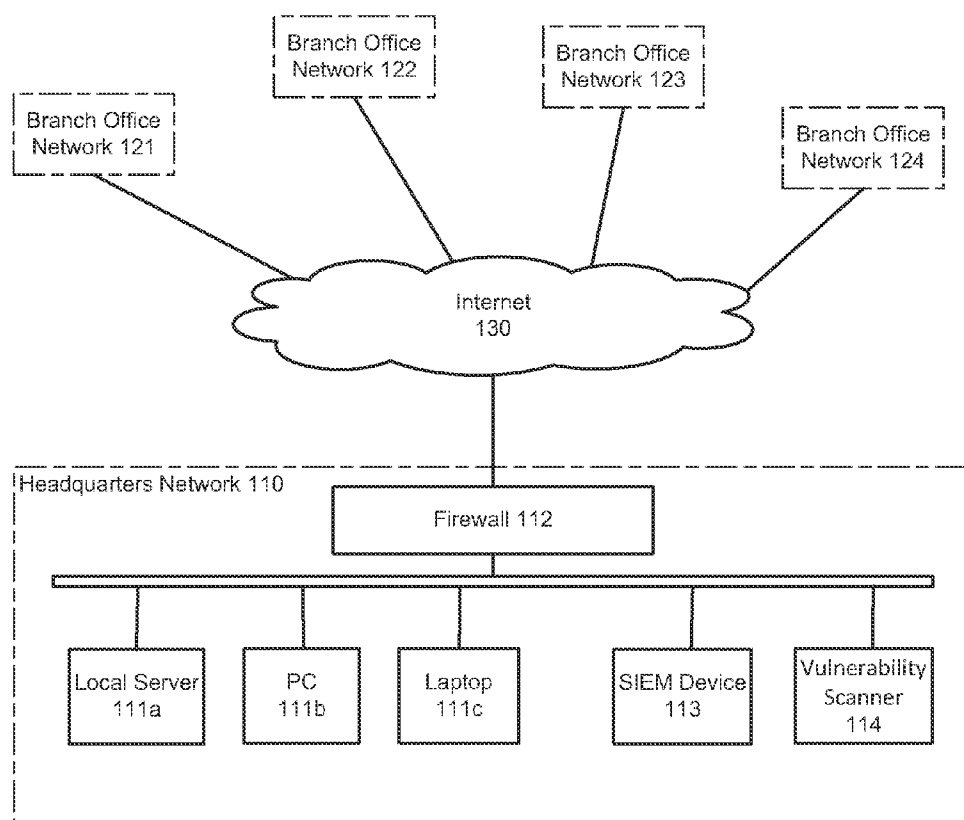 Branch Office
Network 122
Branch Office
Network 123
Branch Office
Network 121
Branch Office
Network 124
Internet
130
Headquarters Network 110
Firewall 112
Local Server
111a
PC
111b
Laptop
111c
SIEM Device
113
Vulnerability
Scanner
114